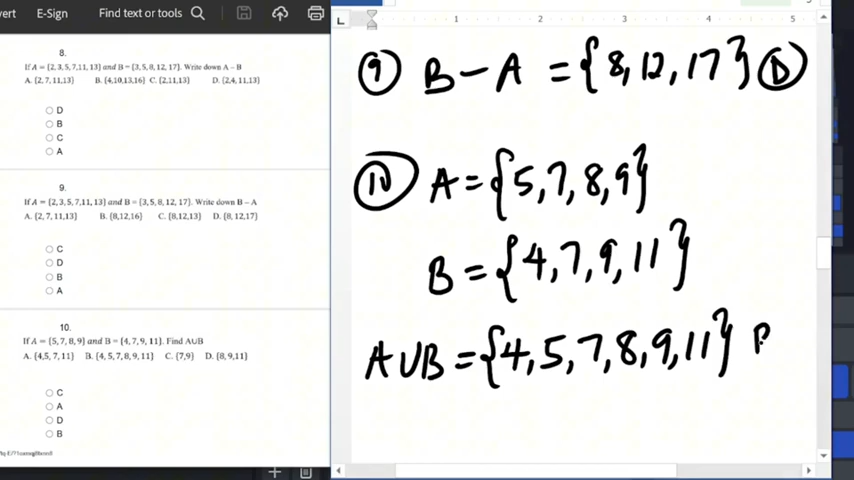 vert Sign Find text or tools
8.
If A = {2, 3, 5, 7,11, 13} and B = {3, 5, 8, 12, 17}. Write down A – B
A. {2, 7, 11,13} B. {4,10,13,16} C. {2,11,13} D. {2,4, 11,13}
D
B
C
A
9.
If A = {2, 3, 5, 7,11, 13} and B = {3, 5, 8, 12, 17}. Write down B – A
A. {2, 7, 11,13} B. {8,12,16} C. {8,12,13} D. {8, 12,17}
C
D
B
A
10.
If A = {5, 7, 8, 9} and B = {4, 7, 9, 11}. Find A∪B
A. {4,5, 7, 11} B. {4, 5, 7, 8, 9, 11} C. {7,9} D. {8, 9,11}
C
A
D
B
1 2 3 4 5
9 B – A = {8, 12, 17} D
10 A = {5, 7, 8, 9}
B = {4, 7, 9, 11}
A∪B = {4, 5, 7, 8, 9, 11}